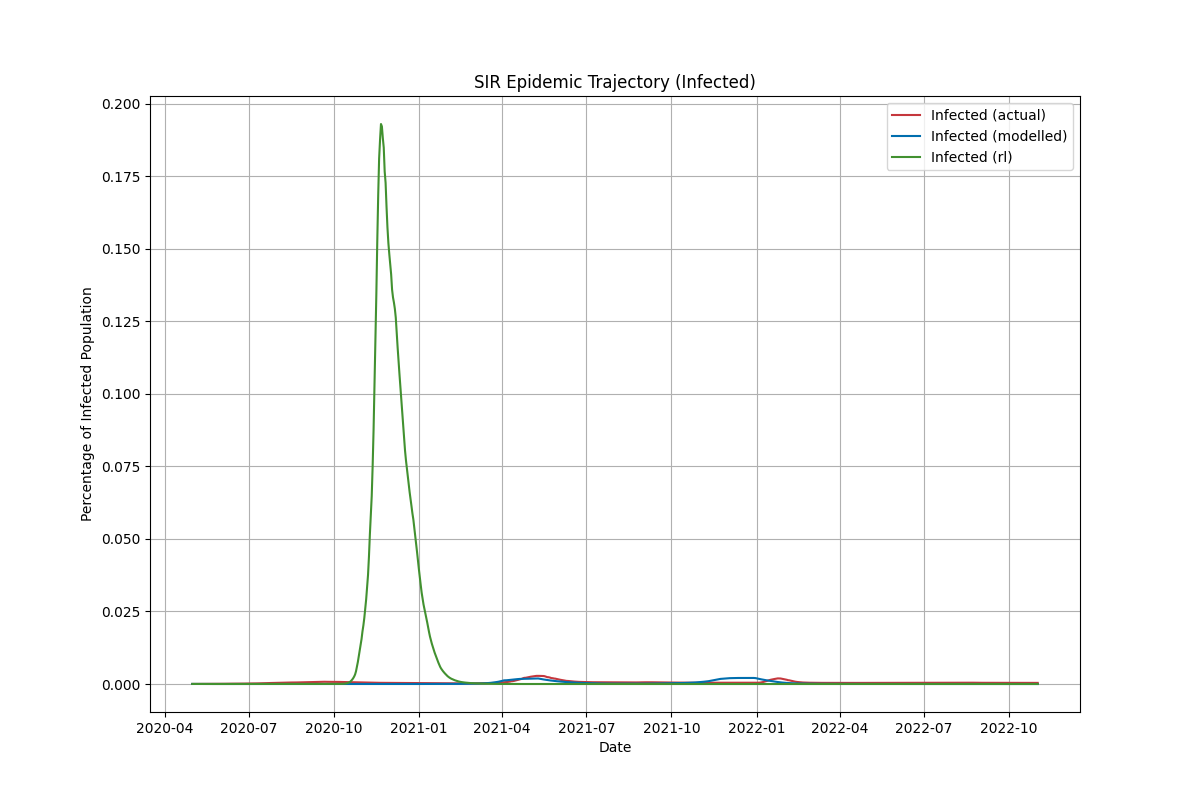 SIR Epidemic Trajectory (Infected)
Infected (actual)
Infected (modelled)
Infected (rl)
Percentage of Infected Population
0.200
0.175
0.150
0.125
0.100
0.075
0.050
0.025
0.000
2020-04 2020-07 2020-10 2021-01 2021-04 2021-07 2021-10 2022-01 2022-04 2022-07 2022-10
Date